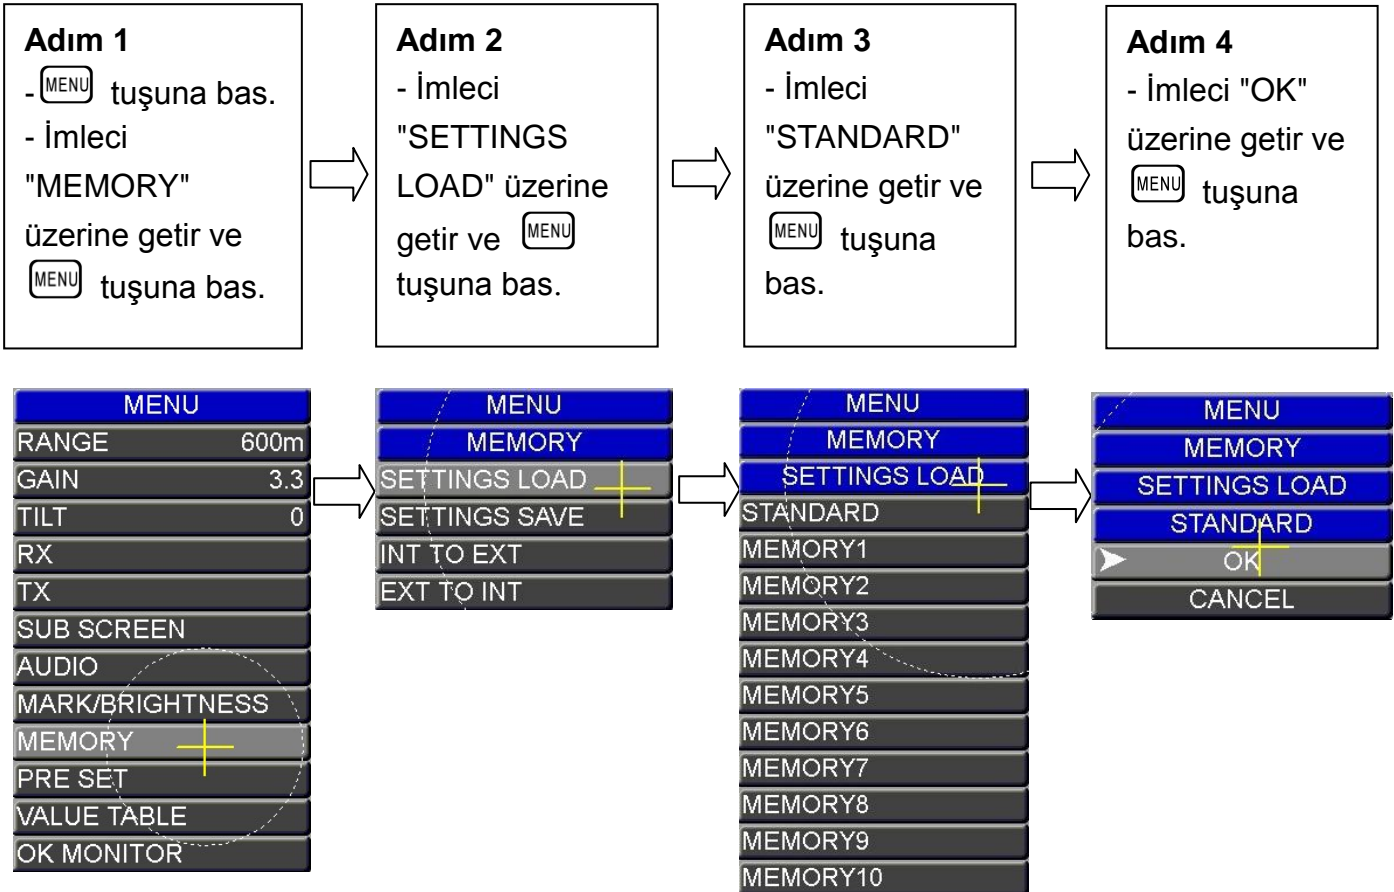 Adım 1
- MENU tuşuna bas.
- İmleci
"MEMORY"
üzerine getir ve
MENU tuşuna bas.
Adım 2
- İmleci
"SETTINGS
LOAD" üzerine
getir ve MENU
tuşuna bas.
Adım 3
- İmleci
"STANDARD"
üzerine getir ve
MENU tuşuna
bas.
Adım 4
- İmleci "OK"
üzerine getir ve
MENU tuşuna
bas.
MENU
RANGE 600m
GAIN 3.3
TILT 0
RX
TX
SUB SCREEN
AUDIO
MARK/BRIGHTNESS
MEMORY
PRE SET
VALUE TABLE
OK MONITOR
MENU
MEMORY
SETTINGS LOAD
SETTINGS SAVE
INT TO EXT
EXT TO INT
MENU
MEMORY
SETTINGS LOAD
STANDARD
MEMORY1
MEMORY2
MEMORY3
MEMORY4
MEMORY5
MEMORY6
MEMORY7
MEMORY8
MEMORY9
MEMORY10
MENU
MEMORY
SETTINGS LOAD
STANDARD
OK
CANCEL